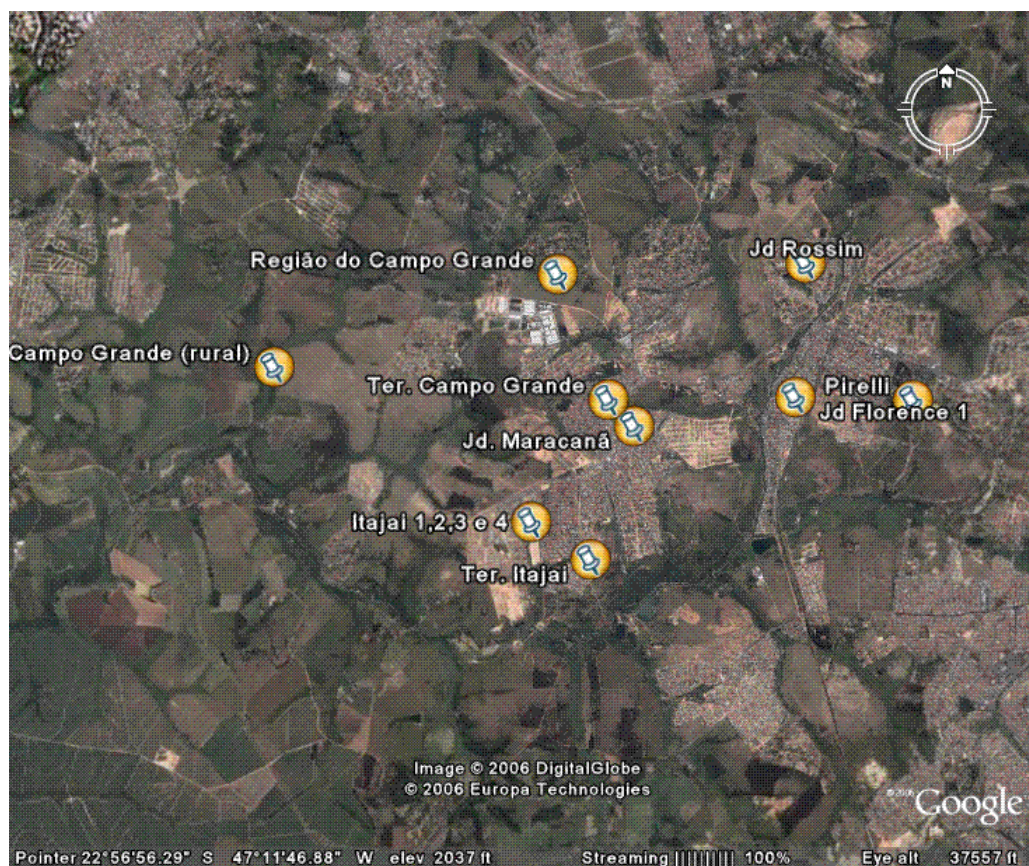 N
Jd Rossim
Região do Campo Grande
Campo Grande (rural)
Ter. Campo Grande
Pirelli
Jd Florence 1
Jd. Maracanã
Itajai 1,2,3 e 4
Ter. Itajai
Image © 2006 DigitalGlobe
© 2006 Europa Technologies
© 2006 Google
Pointer 22°56'56.29" S 47°11'46.88" W elev 2037 ft Streaming ||||||||| 100% Eye alt 37557 ft